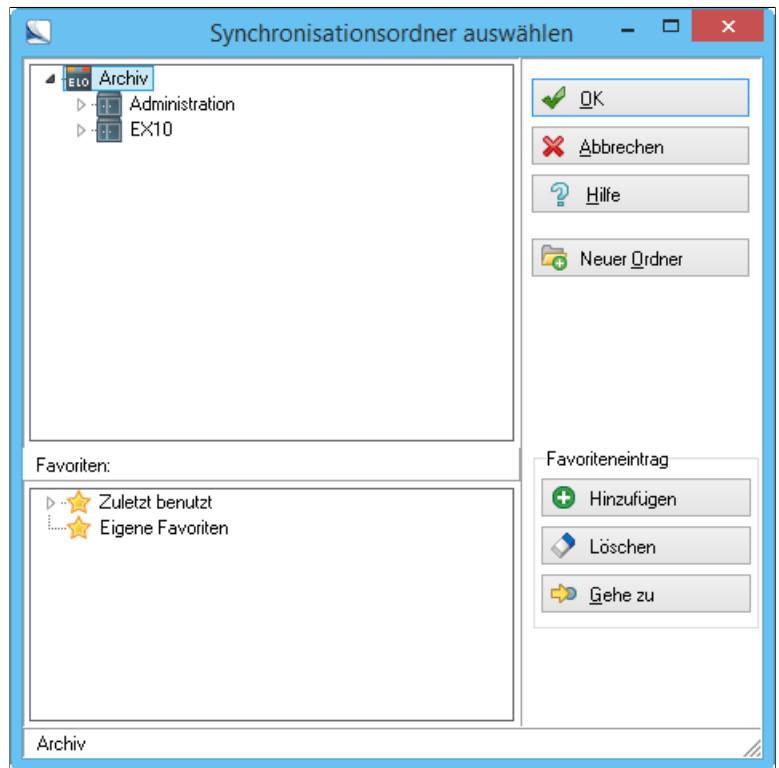 Synchronisationsordner auswählen
ELO Archiv
Administration
EX10
OK
Abbrechen
Hilfe
Neuer Ordner
Favoriten:
Zuletzt benutzt
Eigene Favoriten
Favoriteneintrag
Hinzufügen
Löschen
Gehe zu
Archiv